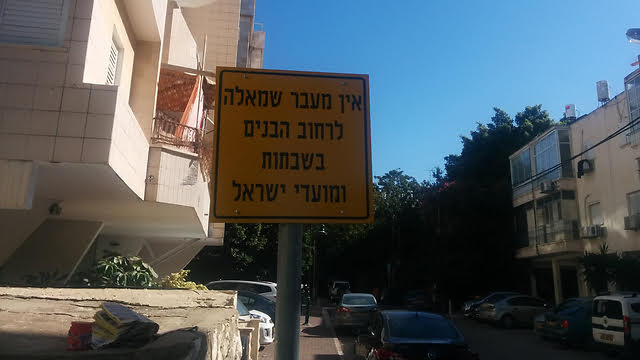 אין מעבר שמאלה
לרחוב הבנים
בשבתות
ומועדי ישראל